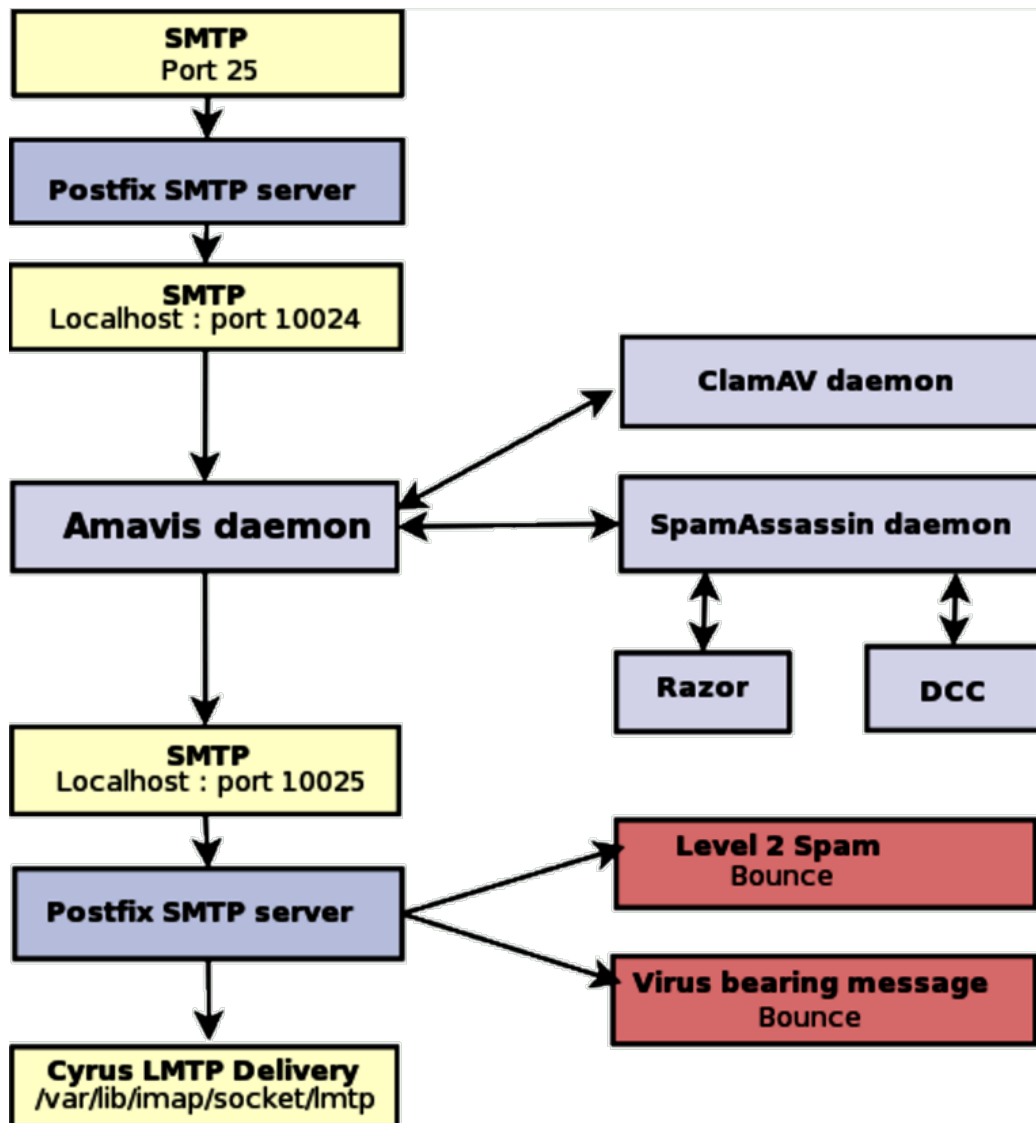 SMTP
Port 25
Postfix SMTP server
SMTP
Localhost : port 10024
ClamAV daemon
Amavis daemon
SpamAssassin daemon
Razor
DCC
SMTP
Localhost : port 10025
Level 2 Spam
Bounce
Postfix SMTP server
Virus bearing message
Bounce
Cyrus LMTP Delivery
/var/lib/imap/socket/lmtp